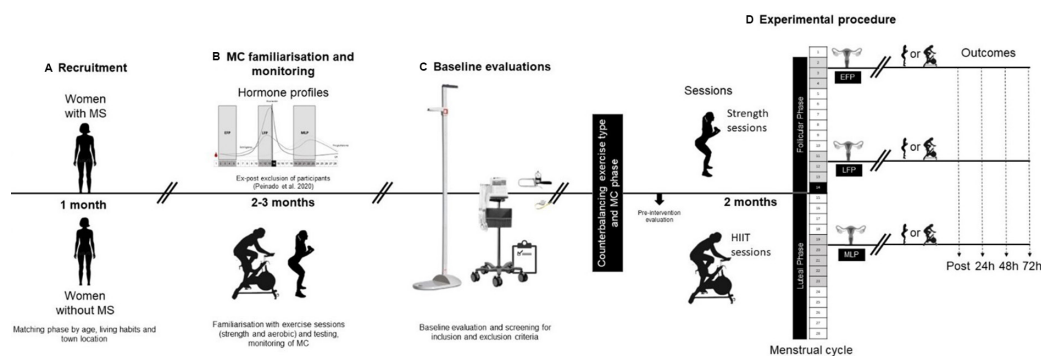 A Recruitment
Women
with MS
1 month
Women
without MS
Matching phase by age, living habits and
town location
B MC familiarisation and
monitoring
Hormone profiles
EFP
LFP
MLP
Ex-post exclusion of participants
(Peinado et al. 2020)
2-3 months
Familiarisation with exercise sessions
(strength and aerobic) and testing,
monitoring of MC
C Baseline evaluations
Baseline evaluation and screening for
inclusion and exclusion criteria
Counterbalancing exercise type
and MC phase
Pre-intervention
evaluation
D Experimental procedure
Sessions
Strength
sessions
2 months
HIIT
sessions
Follicular Phase
Luteal Phase
Menstrual cycle
EFP
or
Outcomes
LFP
or
MLP
or
Post 24h 48h 72h